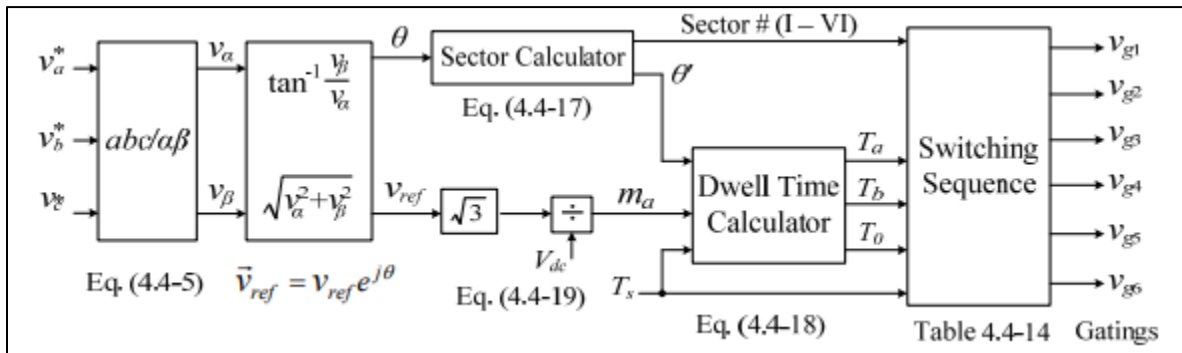 v*a
v*b
v*c
abc/αβ
Eq. (4.4-5)
vα
vβ
tan⁻¹ vβ/vα
√(v²α+v²β)
v⃗ref = vref e^jθ
θ
vref
Sector Calculator
Eq. (4.4-17)
Sector # (I – VI)
θ'
√3
÷
Vdc
Eq. (4.4-19)
ma
Ts
Dwell Time
Calculator
Eq. (4.4-18)
Ta
Tb
T0
Switching
Sequence
Table 4.4-14
vg1
vg2
vg3
vg4
vg5
vg6
Gatings